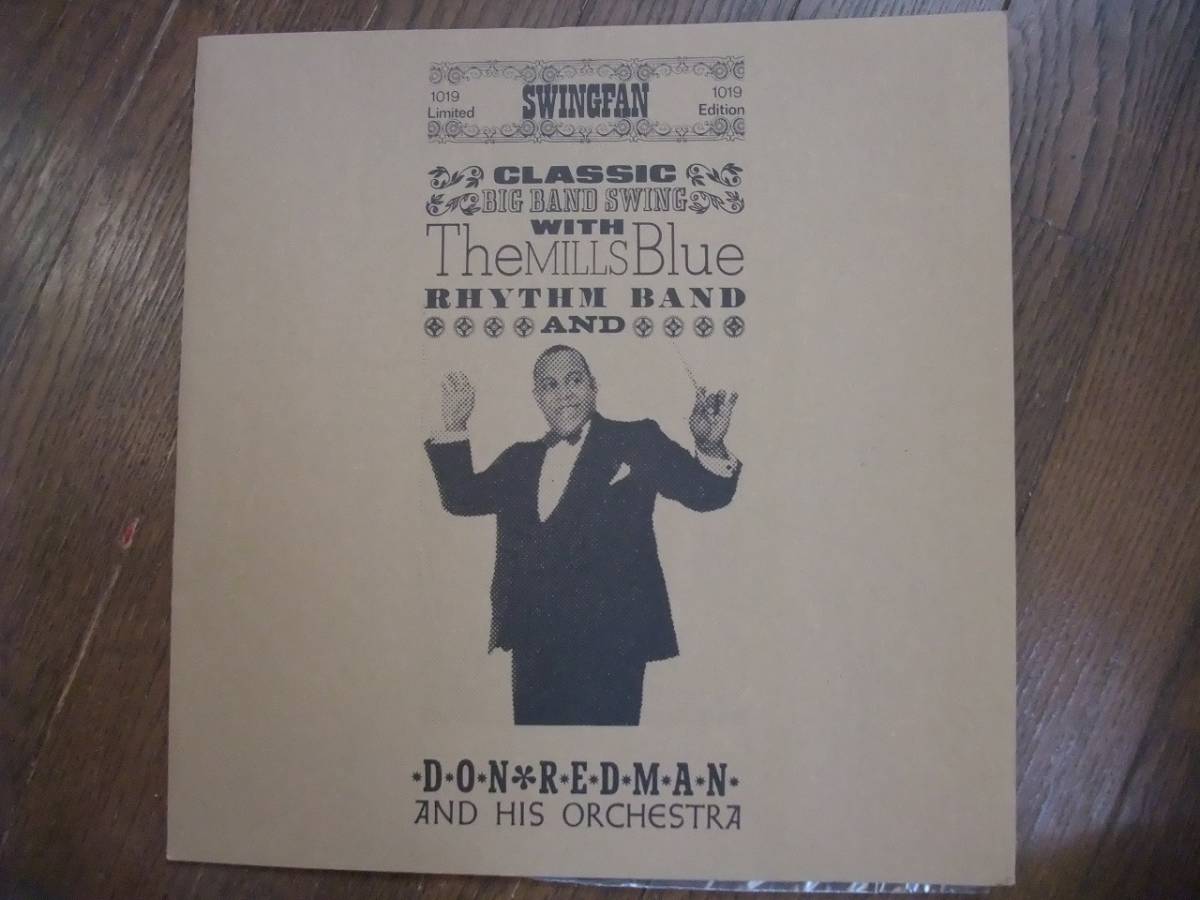 1019 SWINGFAN 1019
Limited Edition
CLASSIC
BIG BAND SWING
WITH
The MILLS Blue
RHYTHM BAND
AND
·D·O·N*R·E·D·M·A·N·
AND HIS ORCHESTRA